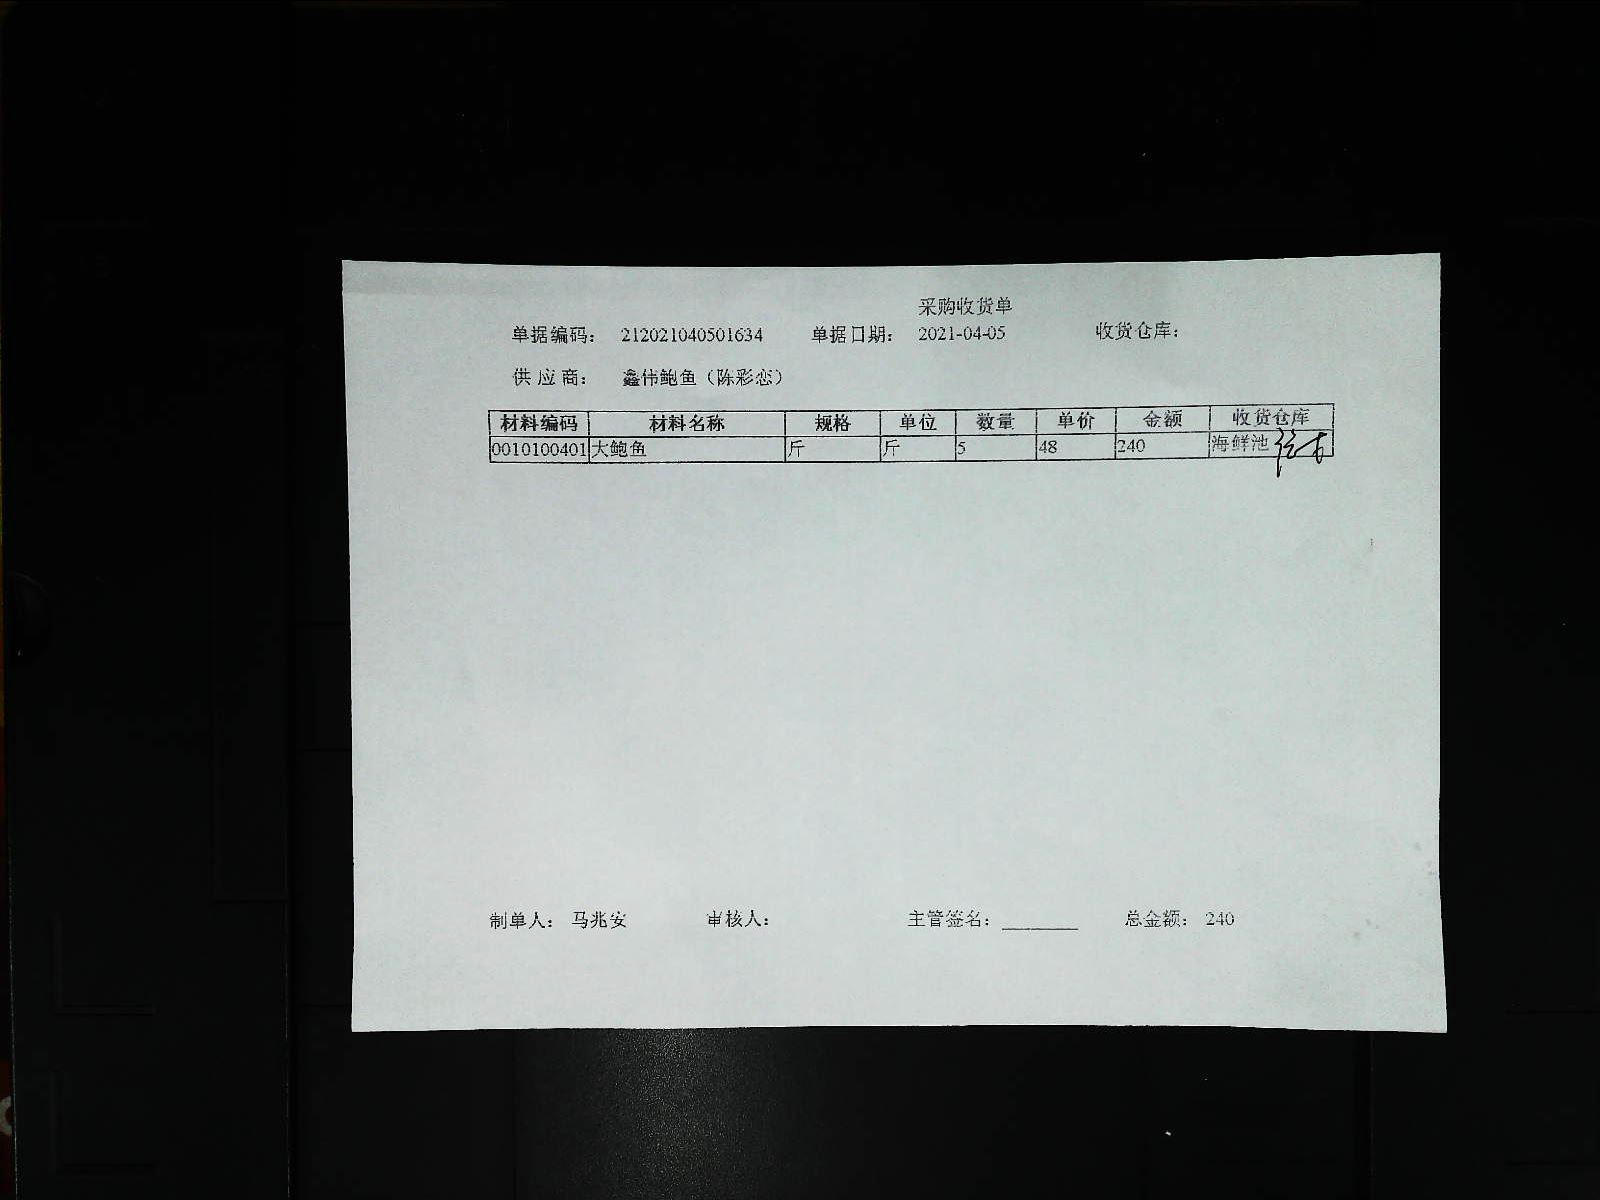 采购收货单
单据编码： 212021040501634 单据日期： 2021-04-05 收货仓库：
供 应 商： 鑫伟鲍鱼（陈彩恋）
材料编码 材料名称 规格 单位 数量 单价 金额 收货仓库
0010100401 大鲍鱼 斤 斤 5 48 240 海鲜池
制单人： 马兆安 审核人： 主管签名：________ 总金额： 240